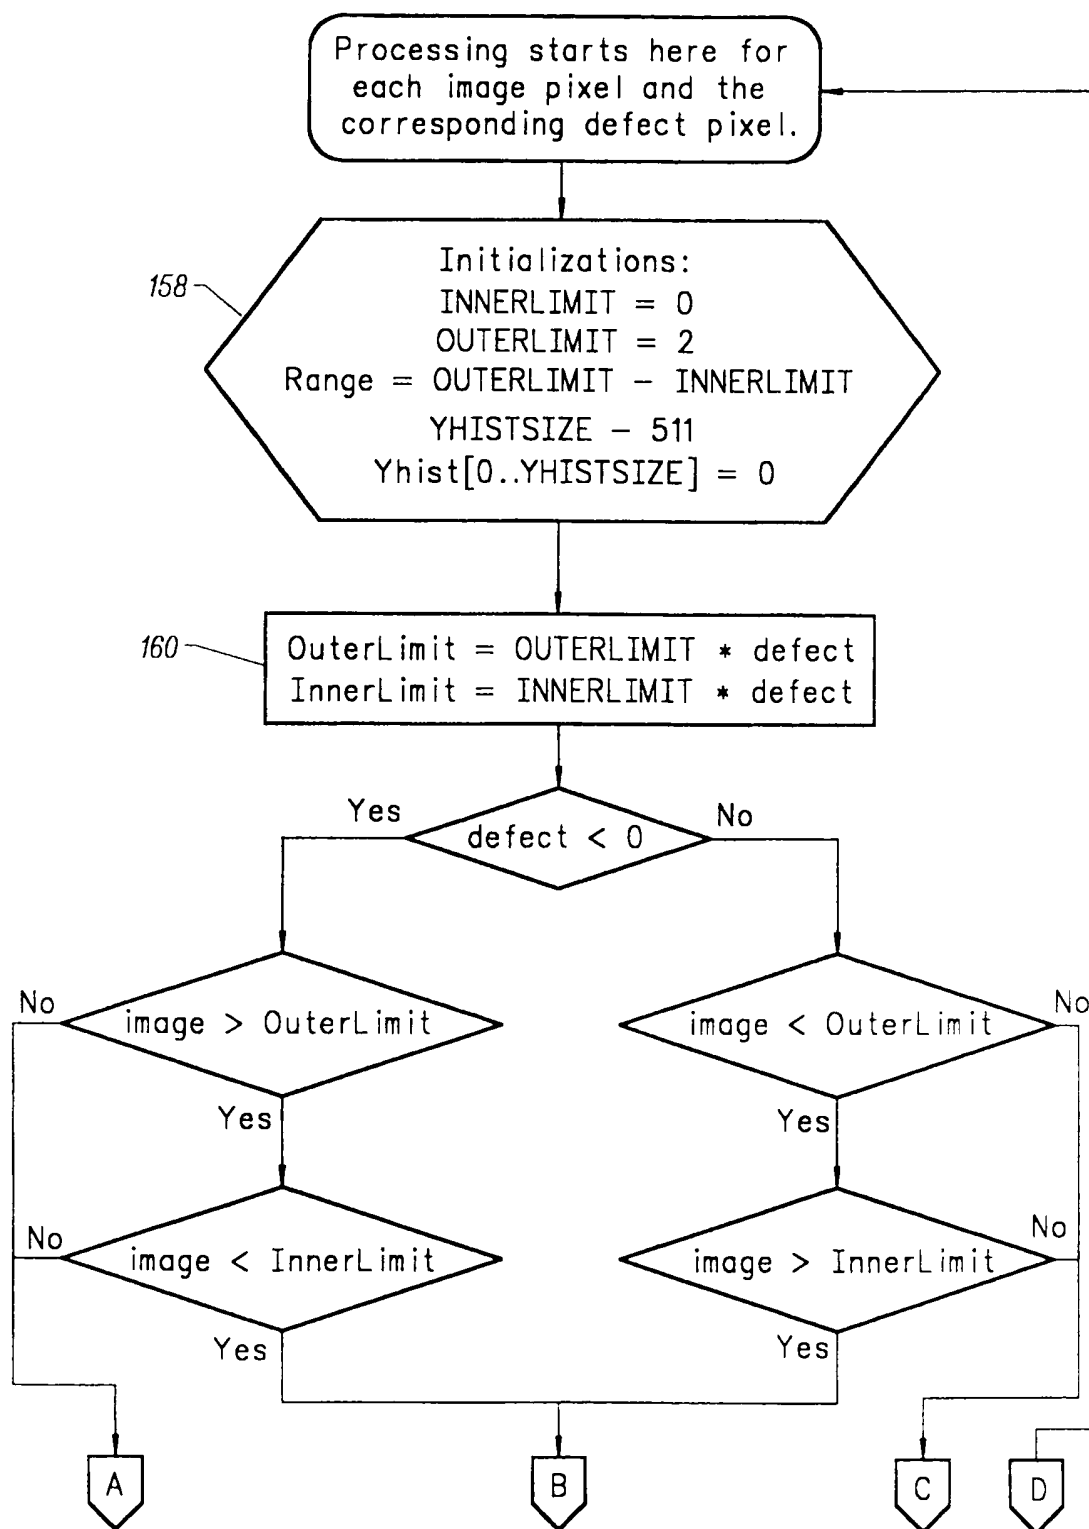 Processing starts here for
each image pixel and the
corresponding defect pixel.
158
Initializations:
INNERLIMIT = 0
OUTERLIMIT = 2
Range = OUTERLIMIT - INNERLIMIT
YHISTSIZE - 511
Yhist[0..YHISTSIZE] = 0
160
OuterLimit = OUTERLIMIT * defect
InnerLimit = INNERLIMIT * defect
Yes
defect < 0
No
No
image > OuterLimit
image < OuterLimit
No
Yes
Yes
No
image < InnerLimit
image > InnerLimit
No
Yes
Yes
A
B
C
D